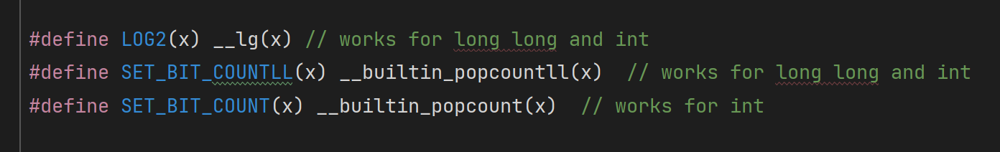 #define LOG2(x) __lg(x) // works for long long and int
#define SET_BIT_COUNTLL(x) __builtin_popcountll(x)  // works for long long and int
#define SET_BIT_COUNT(x) __builtin_popcount(x)  // works for int